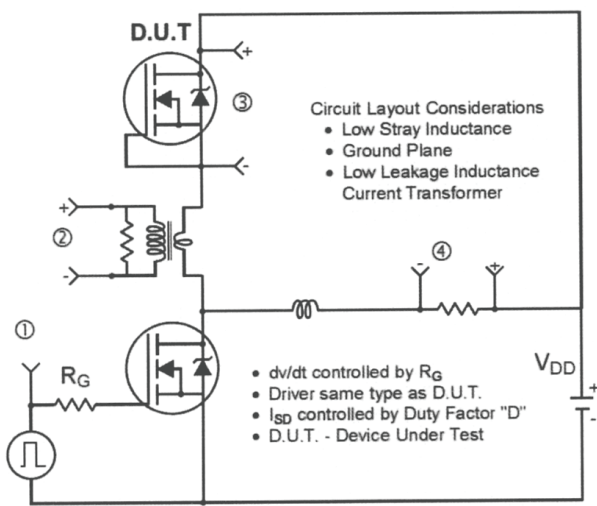 D.U.T
+
③
-
Circuit Layout Considerations
• Low Stray Inductance
• Ground Plane
• Low Leakage Inductance
Current Transformer
+
②
-
④
-
+
①
R_G
V_DD
+
-
• dv/dt controlled by R_G
• Driver same type as D.U.T.
• I_SD controlled by Duty Factor "D"
• D.U.T. - Device Under Test